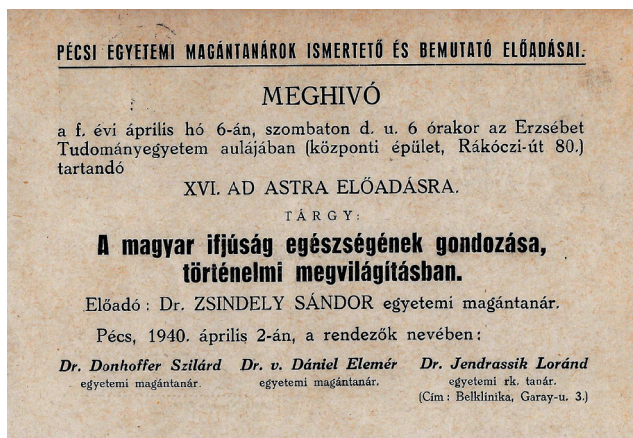 PÉCSI EGYETEMI MAGÁNTANÁROK ISMERTETŐ ÉS BEMUTATÓ ELŐADÁSAI.
MEGHIVÓ
a f. évi április hó 6-án, szombaton d. u. 6 órakor az Erzsébet
Tudományegyetem aulájában (központi épület, Rákóczi-út 80.)
tartandó
XVI. AD ASTRA ELŐADÁSRA.
TÁRGY:
A magyar ifjúság egészségének gondozása,
történelmi megvilágításban.
Előadó : Dr. ZSINDELY SÁNDOR egyetemi magántanár.
Pécs, 1940. április 2-án, a rendezők nevében :
Dr. Donhoffer Szilárd Dr. v. Dániel Elemér Dr. Jendrassik Loránd
egyetemi magántanár. egyetemi magántanár. egyetemi rk. tanár.
(Cím : Belklinika, Garay-u. 3.)